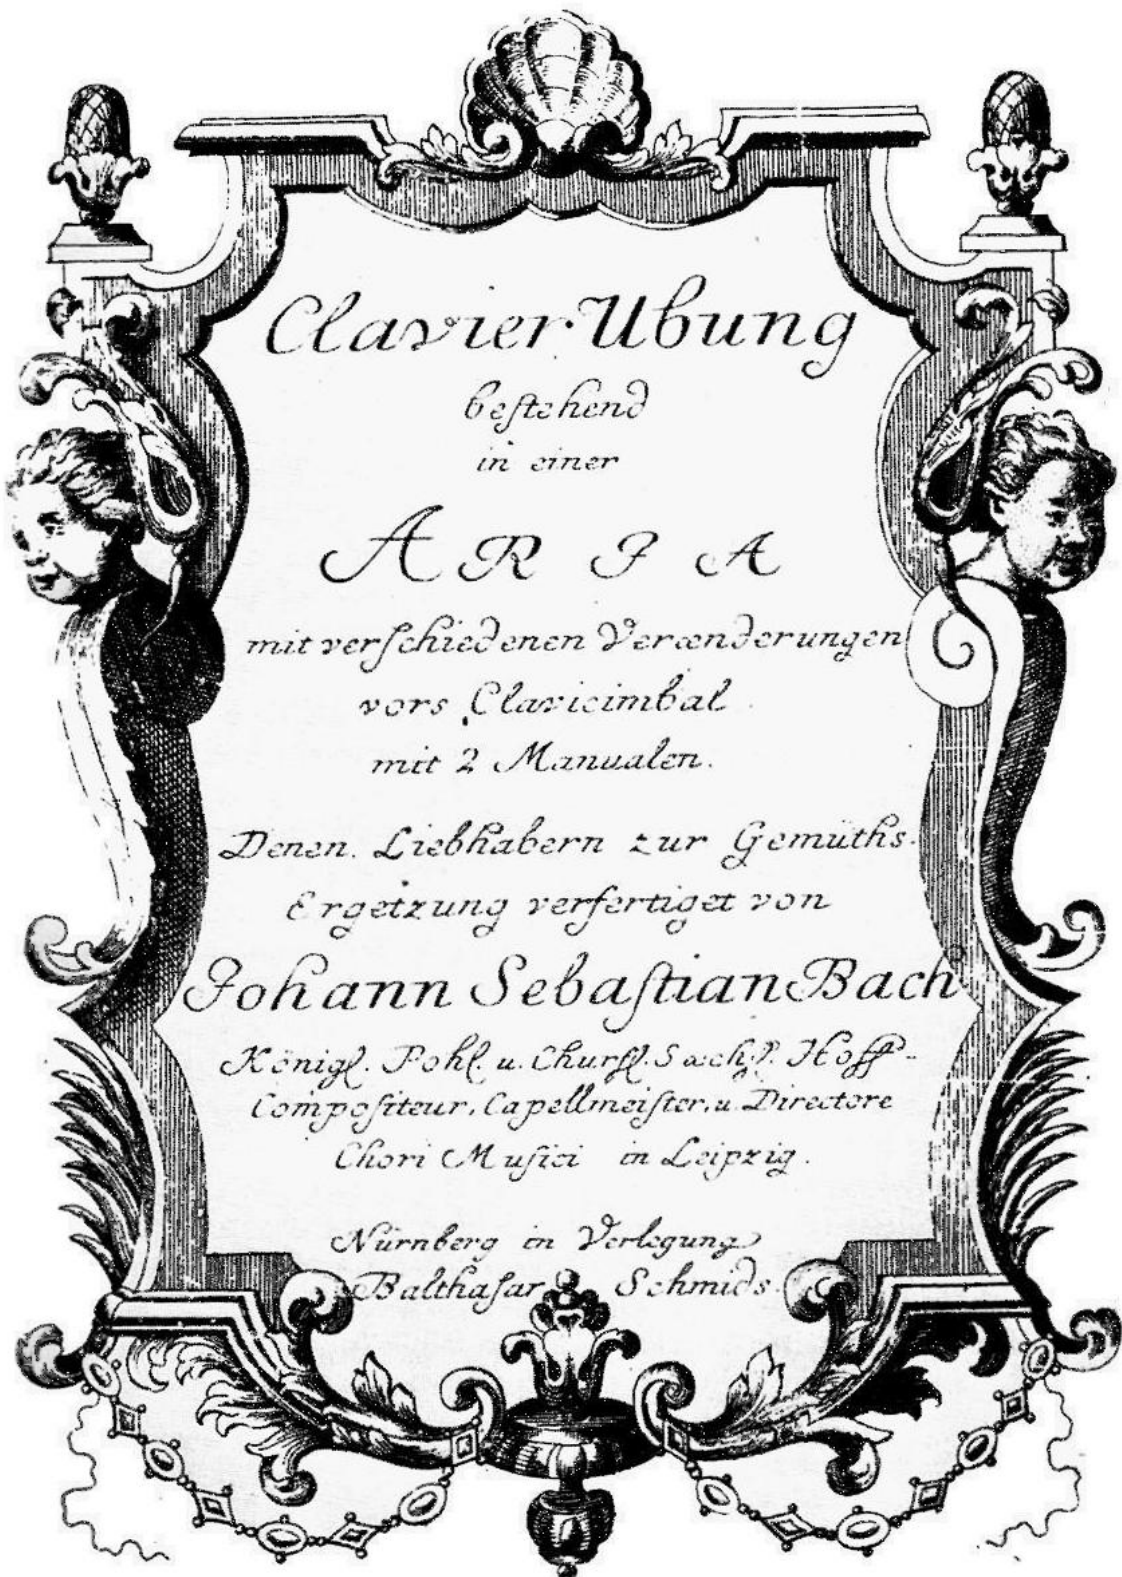 Clavier Ubung
bestehend
in einer
ARIA
mit verschiedenen Verænderungen
vors Clavicimbal
mit 2 Manualen.
Denen Liebhabern zur Gemüths-
Ergetzung verfertiget von
Johann Sebastian Bach
Königl. Pohl. u. Churfl. Sæchs. Hoff-
Compositeur, Capellmeister, u. Directore
Chori Musici in Leipzig.
Nürnberg in Verlegung
Balthasar Schmids.